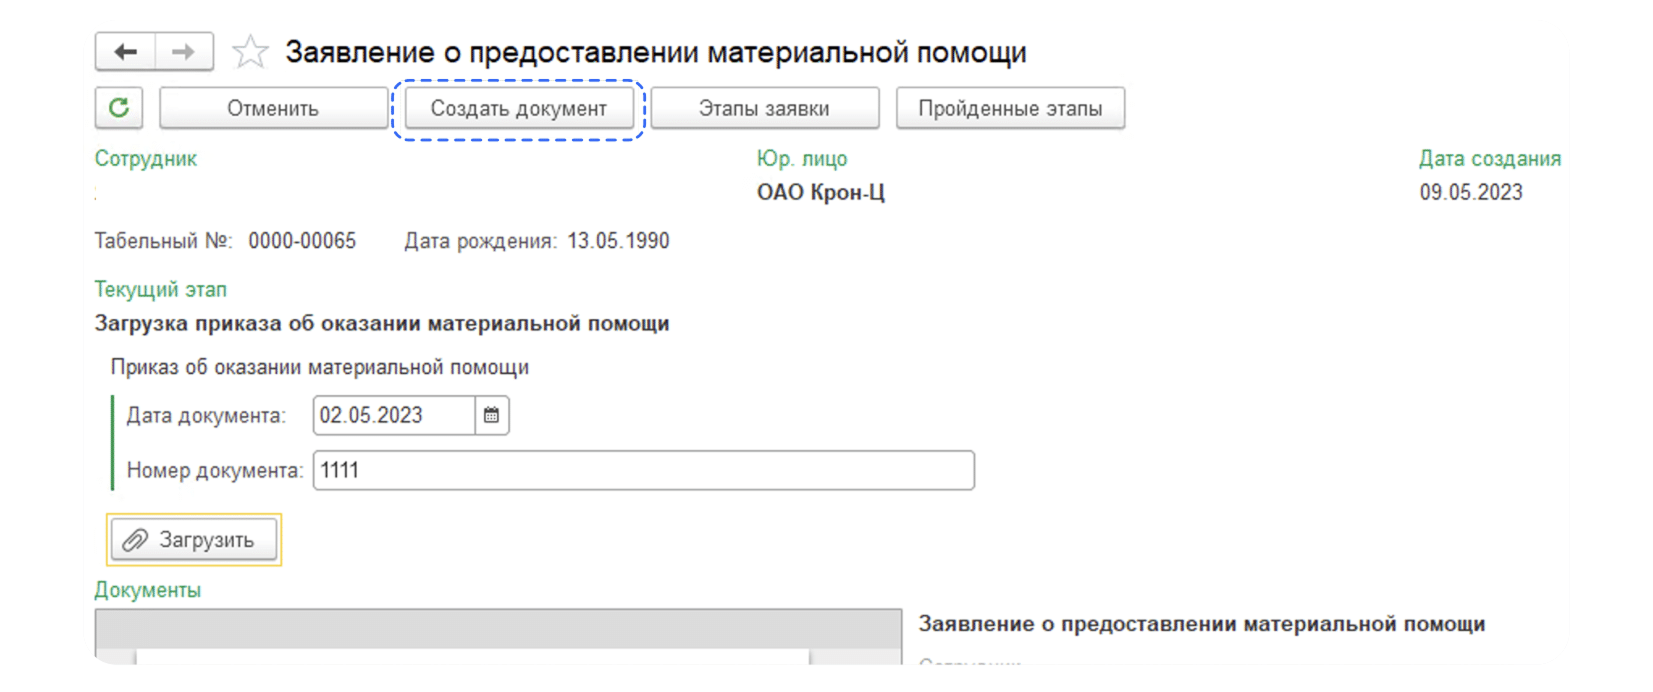 Заявление о предоставлении материальной помощи
Отменить Создать документ Этапы заявки Пройденные этапы
Сотрудник Юр. лицо Дата создания
ОАО Крон-Ц 09.05.2023
Табельный №: 0000-00065 Дата рождения: 13.05.1990
Текущий этап
Загрузка приказа об оказании материальной помощи
Приказ об оказании материальной помощи
Дата документа: 02.05.2023
Номер документа: 1111
Загрузить
Документы
Заявление о предоставлении материальной помощи